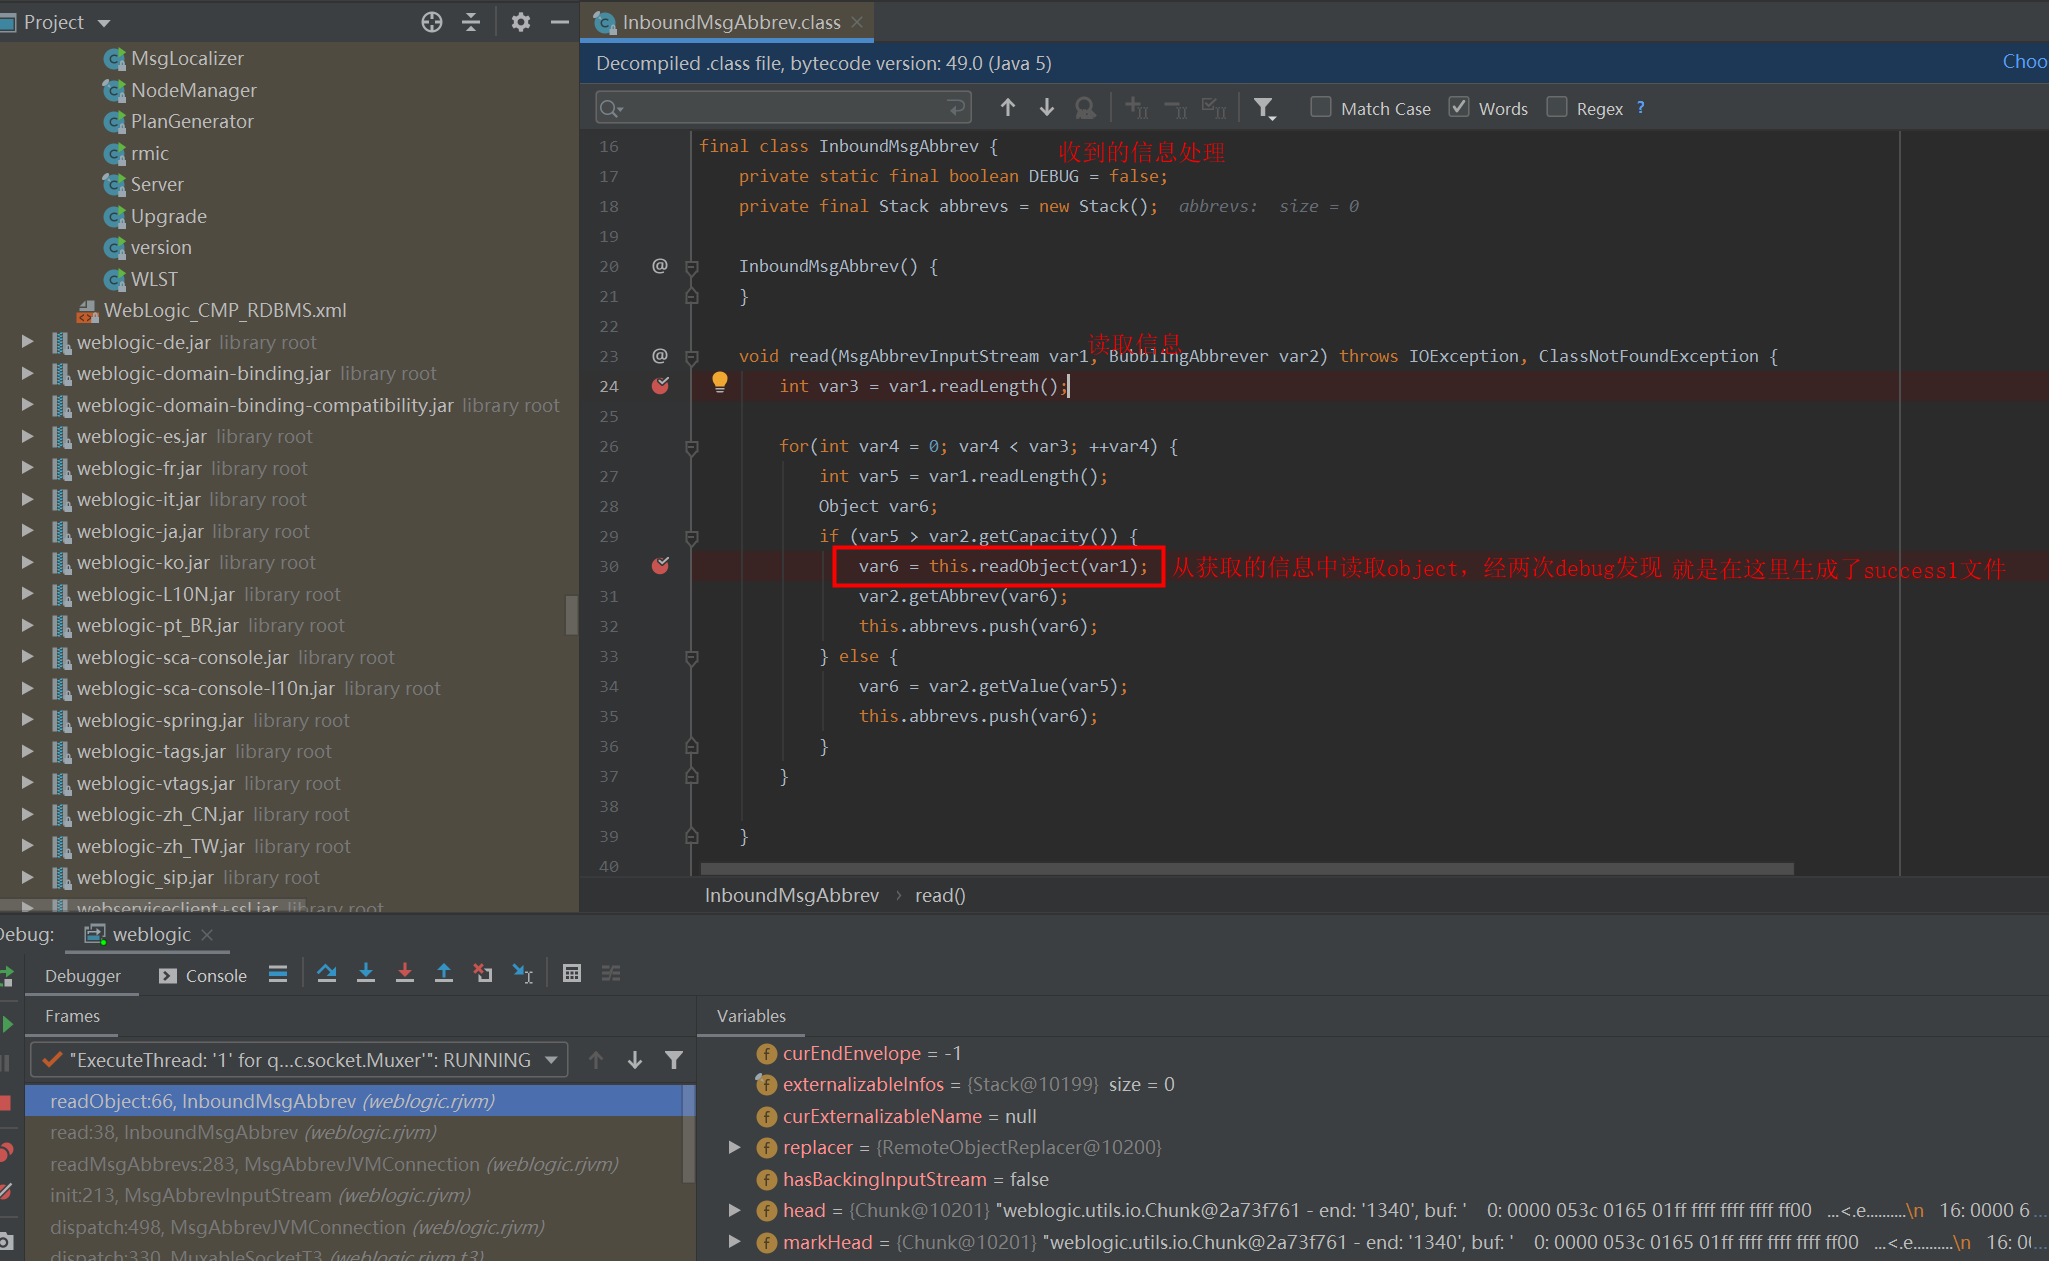 Project
InboundMsgAbbrev.class
MsgLocalizer
NodeManager
PlanGenerator
rmic
Server
Upgrade
version
WLST
WebLogic_CMP_RDBMS.xml
weblogic-de.jar library root
weblogic-domain-binding.jar library root
weblogic-domain-binding-compatibility.jar library root
weblogic-es.jar library root
weblogic-fr.jar library root
weblogic-it.jar library root
weblogic-ja.jar library root
weblogic-ko.jar library root
weblogic-L10N.jar library root
weblogic-pt_BR.jar library root
weblogic-sca-console.jar library root
weblogic-sca-console-l10n.jar library root
weblogic-spring.jar library root
weblogic-tags.jar library root
weblogic-vtags.jar library root
weblogic-zh_CN.jar library root
weblogic-zh_TW.jar library root
weblogic_sip.jar library root
webserviceclient+ssl.jar library root
Decompiled .class file, bytecode version: 49.0 (Java 5)
Choo
Match Case Words Regex ?
16 final class InboundMsgAbbrev { 收到的信息处理
17 private static final boolean DEBUG = false;
18 private final Stack abbrevs = new Stack(); abbrevs: size = 0
19
20 @ InboundMsgAbbrev() {
21 }
22
读取信息
23 @ void read(MsgAbbrevInputStream var1, BubblingAbbrever var2) throws IOException, ClassNotFoundException {
24 int var3 = var1.readLength();
25
26 for(int var4 = 0; var4 < var3; ++var4) {
27 int var5 = var1.readLength();
28 Object var6;
29 if (var5 > var2.getCapacity()) {
30 var6 = this.readObject(var1); 从获取的信息中读取object，经两次debug发现 就是在这里生成了success1文件
31 var2.getAbbrev(var6);
32 this.abbrevs.push(var6);
33 } else {
34 var6 = var2.getValue(var5);
35 this.abbrevs.push(var6);
36 }
37 }
38
39 }
40
InboundMsgAbbrev › read()
Debug: weblogic
Debugger Console
Frames
"ExecuteThread: '1' for q...c.socket.Muxer'": RUNNING
readObject:66, InboundMsgAbbrev (weblogic.rjvm)
read:38, InboundMsgAbbrev (weblogic.rjvm)
readMsgAbbrevs:283, MsgAbbrevJVMConnection (weblogic.rjvm)
init:213, MsgAbbrevInputStream (weblogic.rjvm)
dispatch:498, MsgAbbrevJVMConnection (weblogic.rjvm)
dispatch:330, MuxableSocketT3 (weblogic.rjvm.t3)
Variables
curEndEnvelope = -1
externalizableInfos = {Stack@10199} size = 0
curExternalizableName = null
replacer = {RemoteObjectReplacer@10200}
hasBackingInputStream = false
head = {Chunk@10201} "weblogic.utils.io.Chunk@2a73f761 - end: '1340', buf: ' 0: 0000 053c 0165 01ff ffff ffff ffff ff00 ...<.e..........\n 16: 0000 6...
markHead = {Chunk@10201} "weblogic.utils.io.Chunk@2a73f761 - end: '1340', buf: ' 0: 0000 053c 0165 01ff ffff ffff ffff ff00 ...<.e..........\n 16: 0(...